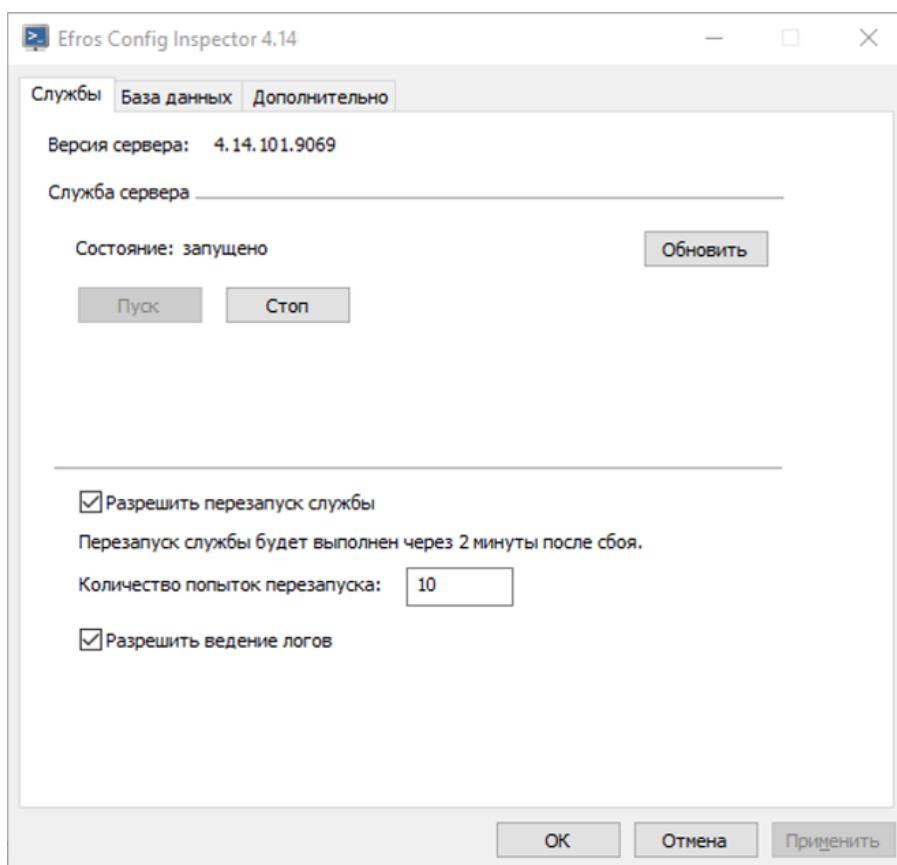 Efros Config Inspector 4.14
Службы База данных Дополнительно
Версия сервера: 4.14.101.9069
Служба сервера
Состояние: запущено Обновить
Пуск Стоп
Разрешить перезапуск службы
Перезапуск службы будет выполнен через 2 минуты после сбоя.
Количество попыток перезапуска: 10
Разрешить ведение логов
ОК Отмена Применить